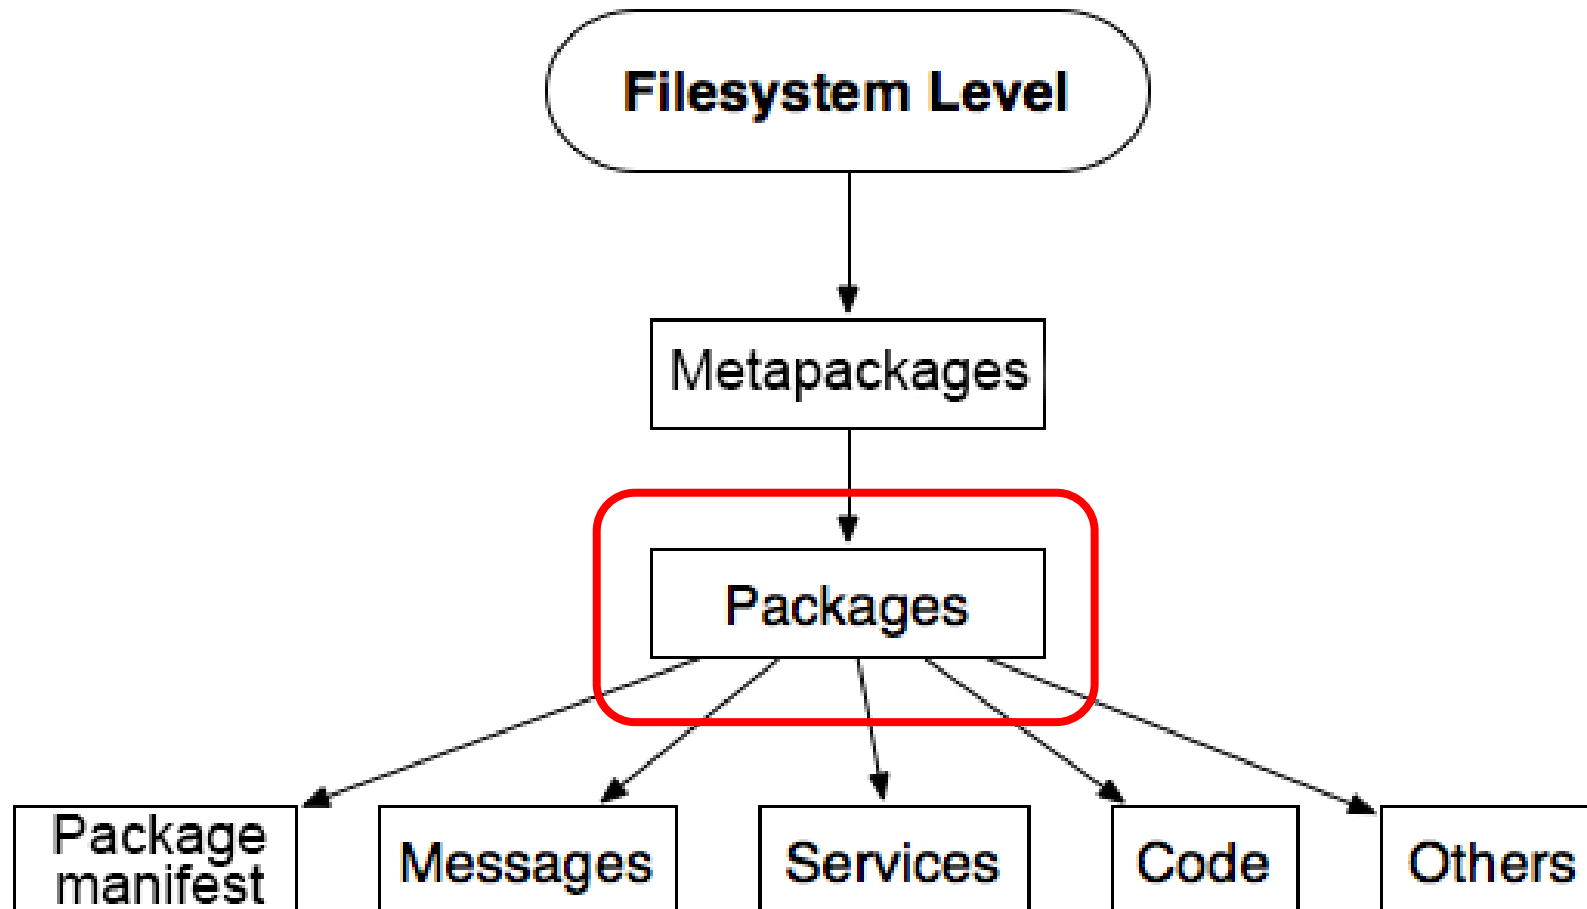 Filesystem Level
Metapackages
Packages
Package
manifest
Messages
Services
Code
Others